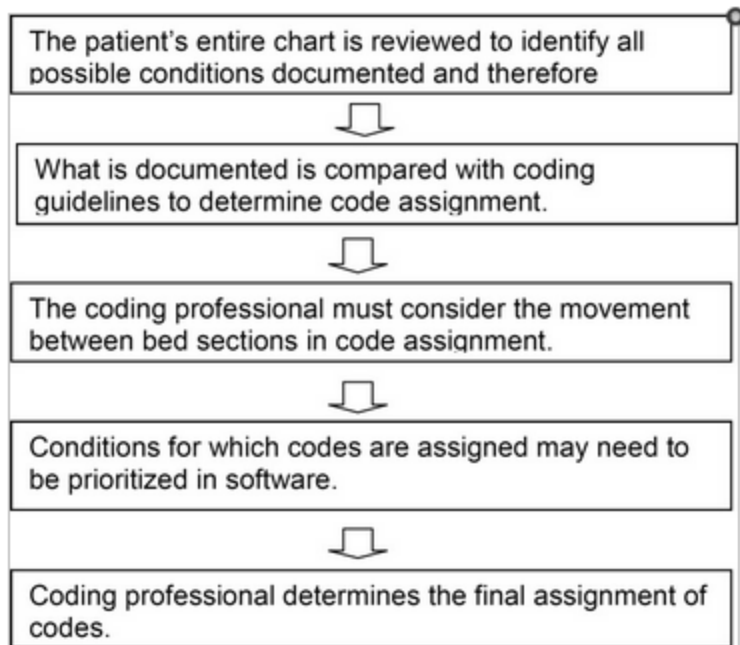 The patient's entire chart is reviewed to identify all
possible conditions documented and therefore
What is documented is compared with coding
guidelines to determine code assignment.
The coding professional must consider the movement
between bed sections in code assignment.
Conditions for which codes are assigned may need to
be prioritized in software.
Coding professional determines the final assignment of
codes.